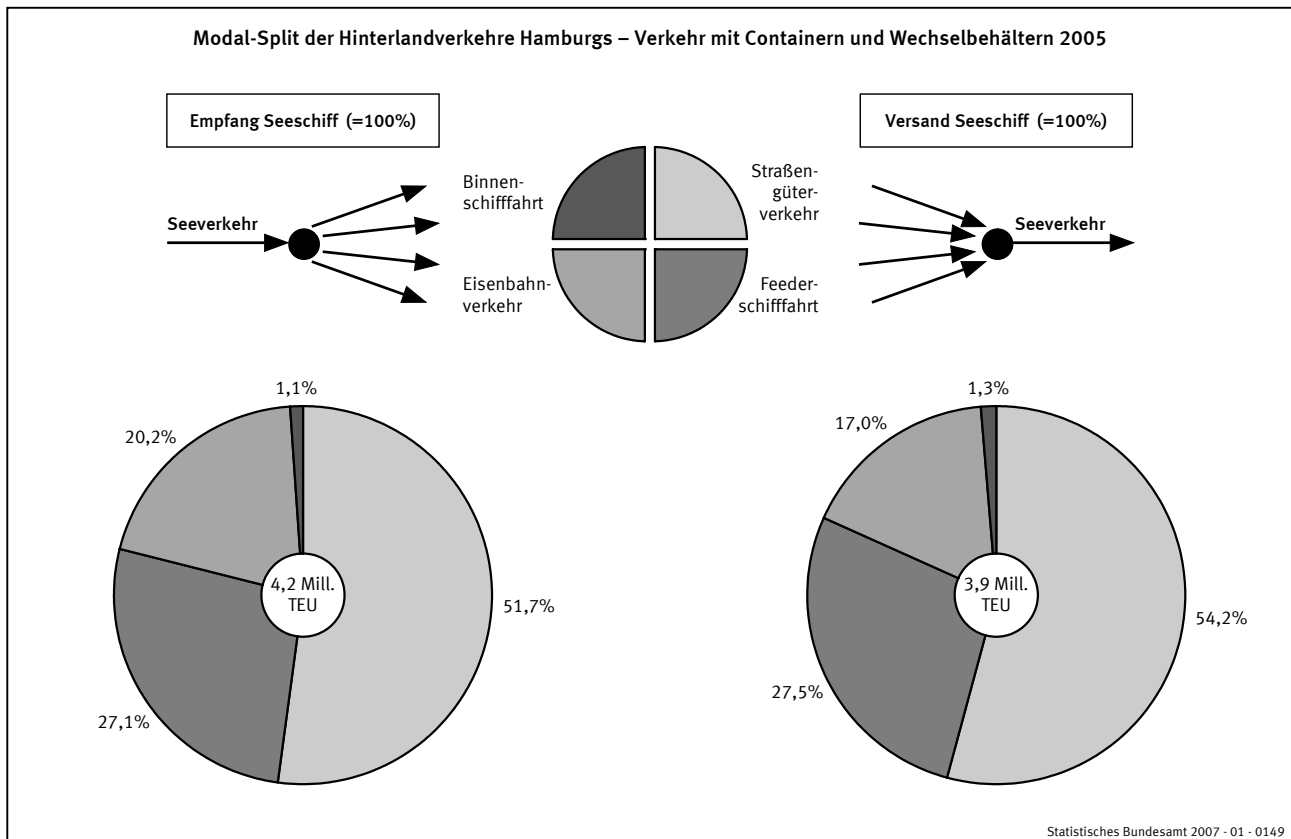 Modal-Split der Hinterlandverkehre Hamburgs – Verkehr mit Containern und Wechselbehältern 2005
Empfang Seeschiff (=100%)
Versand Seeschiff (=100%)
Seeverkehr
Binnen-
schifffahrt
Eisenbahn-
verkehr
Straßen-
güter-
verkehr
Feeder-
schifffahrt
Seeverkehr
1,1%
20,2%
4,2 Mill.
TEU
51,7%
27,1%
1,3%
17,0%
3,9 Mill.
TEU
54,2%
27,5%
Statistisches Bundesamt 2007 - 01 - 0149